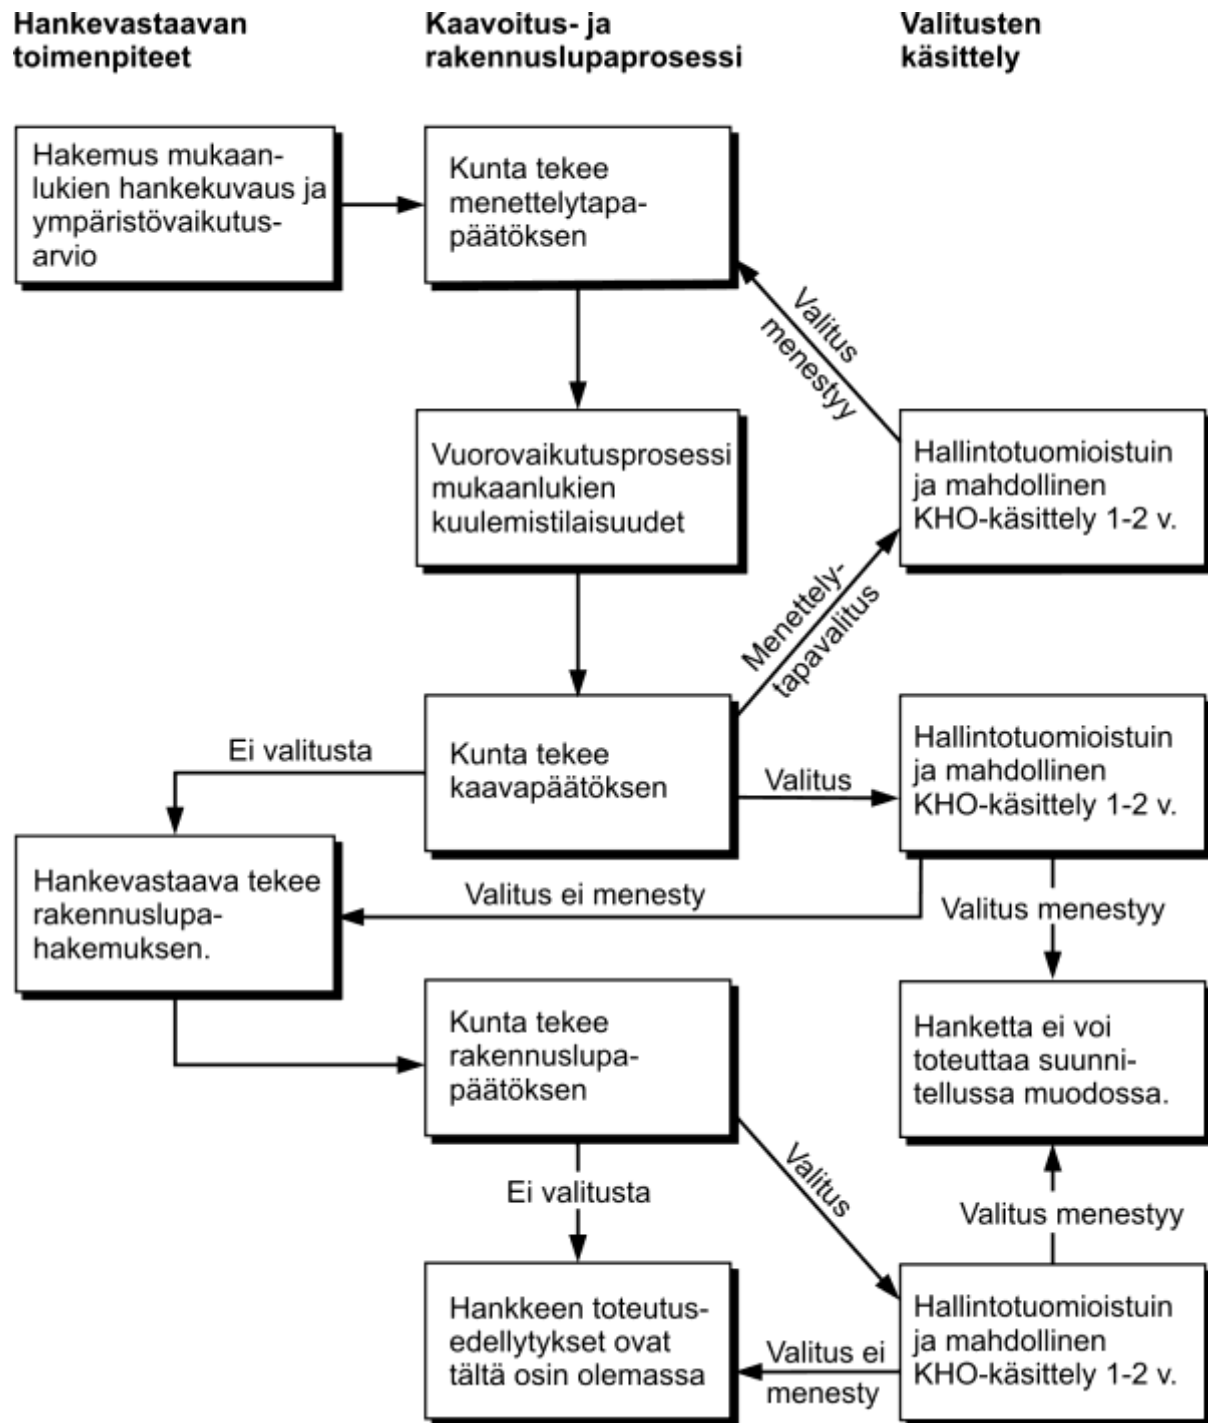 Hankevastaavan
toimenpiteet
Kaavoitus- ja
rakennuslupaprosessi
Valitusten
käsittely
Hakemus mukaan-
lukien hankekuvaus ja
ympäristövaikutus-
arvio
Kunta tekee
menettelytapa-
päätöksen
Valitus
menestyy
Vuorovaikutusprosessi
mukaanlukien
kuulemistilaisuudet
Hallintotuomioistuin
ja mahdollinen
KHO-käsittely 1-2 v.
Menettely-
tapavalitus
Ei valitusta
Kunta tekee
kaavapäätöksen
Valitus
Hallintotuomioistuin
ja mahdollinen
KHO-käsittely 1-2 v.
Hankevastaava tekee
rakennuslupa-
hakemuksen.
Valitus ei menesty
Valitus menestyy
Kunta tekee
rakennuslupa-
päätöksen
Hanketta ei voi
toteuttaa suunni-
tellussa muodossa.
Ei valitusta
Valitus
Valitus menestyy
Hankkeen toteutus-
edellytykset ovat
tältä osin olemassa
Valitus ei
menesty
Hallintotuomioistuin
ja mahdollinen
KHO-käsittely 1-2 v.